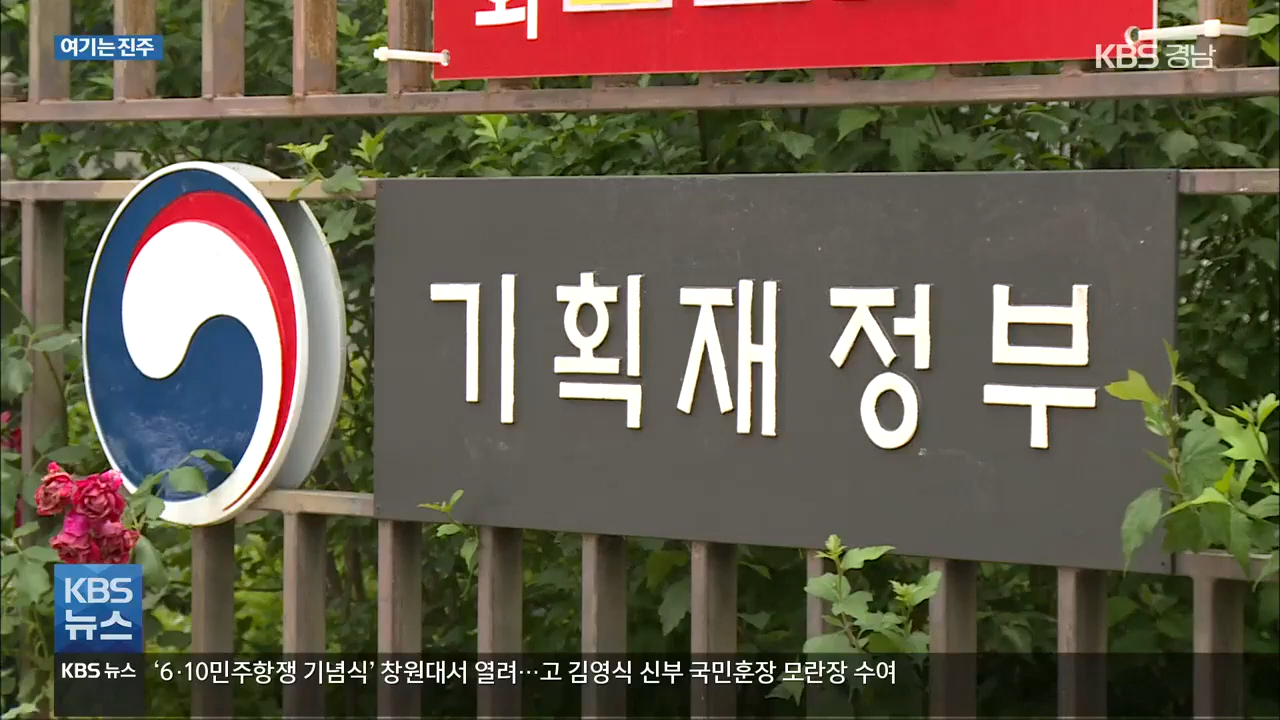 여기는 진주
KBS 경남
기획재정부
KBS
뉴스
KBS 뉴스 ‘6·10민주항쟁 기념식’ 창원대서 열려…고 김영식 신부 국민훈장 모란장 수여